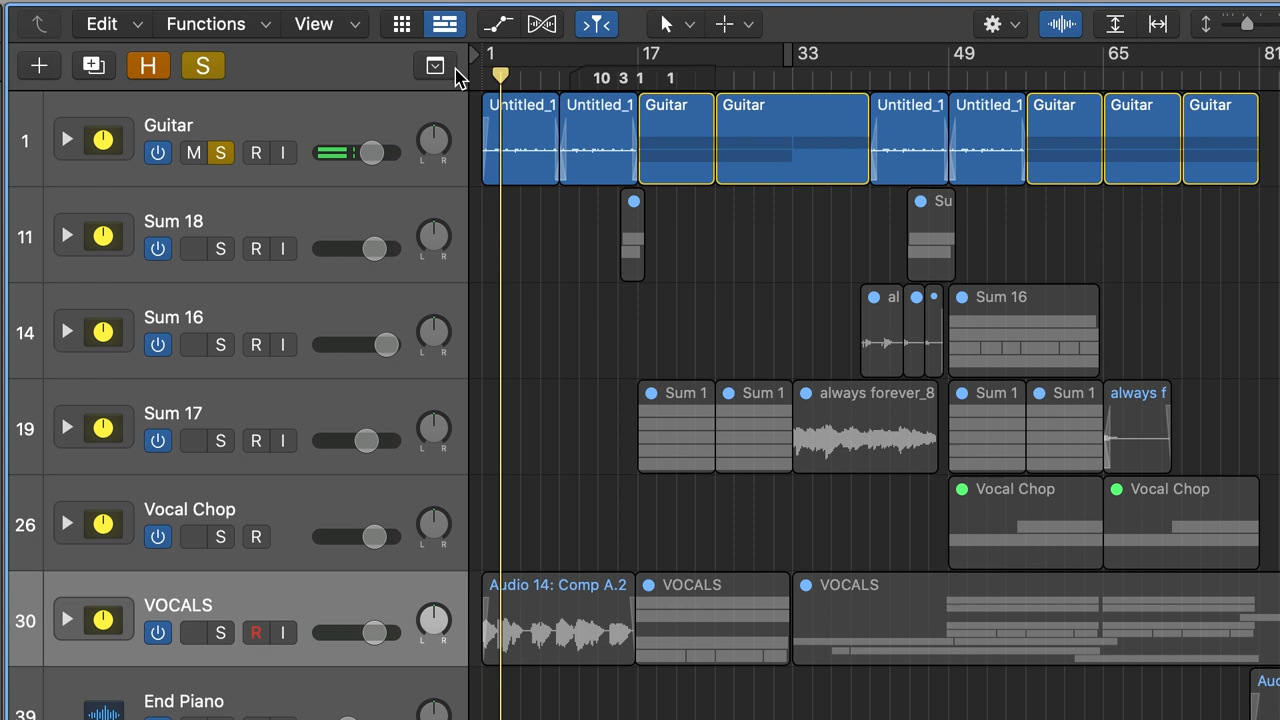 Edit Functions View
H S
1 17 33 49 65 81
10 3 1 1
1 Guitar
M S R I
L R
Untitled_1 Untitled_1 Guitar Guitar Untitled_1 Untitled_1 Guitar Guitar Guitar
11 Sum 18
S R I
L R
Su
14 Sum 16
S R I
L R
al Sum 16
19 Sum 17
S R I
L R
Sum 1 Sum 1 always forever_8 Sum 1 Sum 1 always f
26 Vocal Chop
S R
L R
Vocal Chop Vocal Chop
30 VOCALS
S R I
L R
Audio 14: Comp A.2 VOCALS VOCALS
39 End Piano
Aud